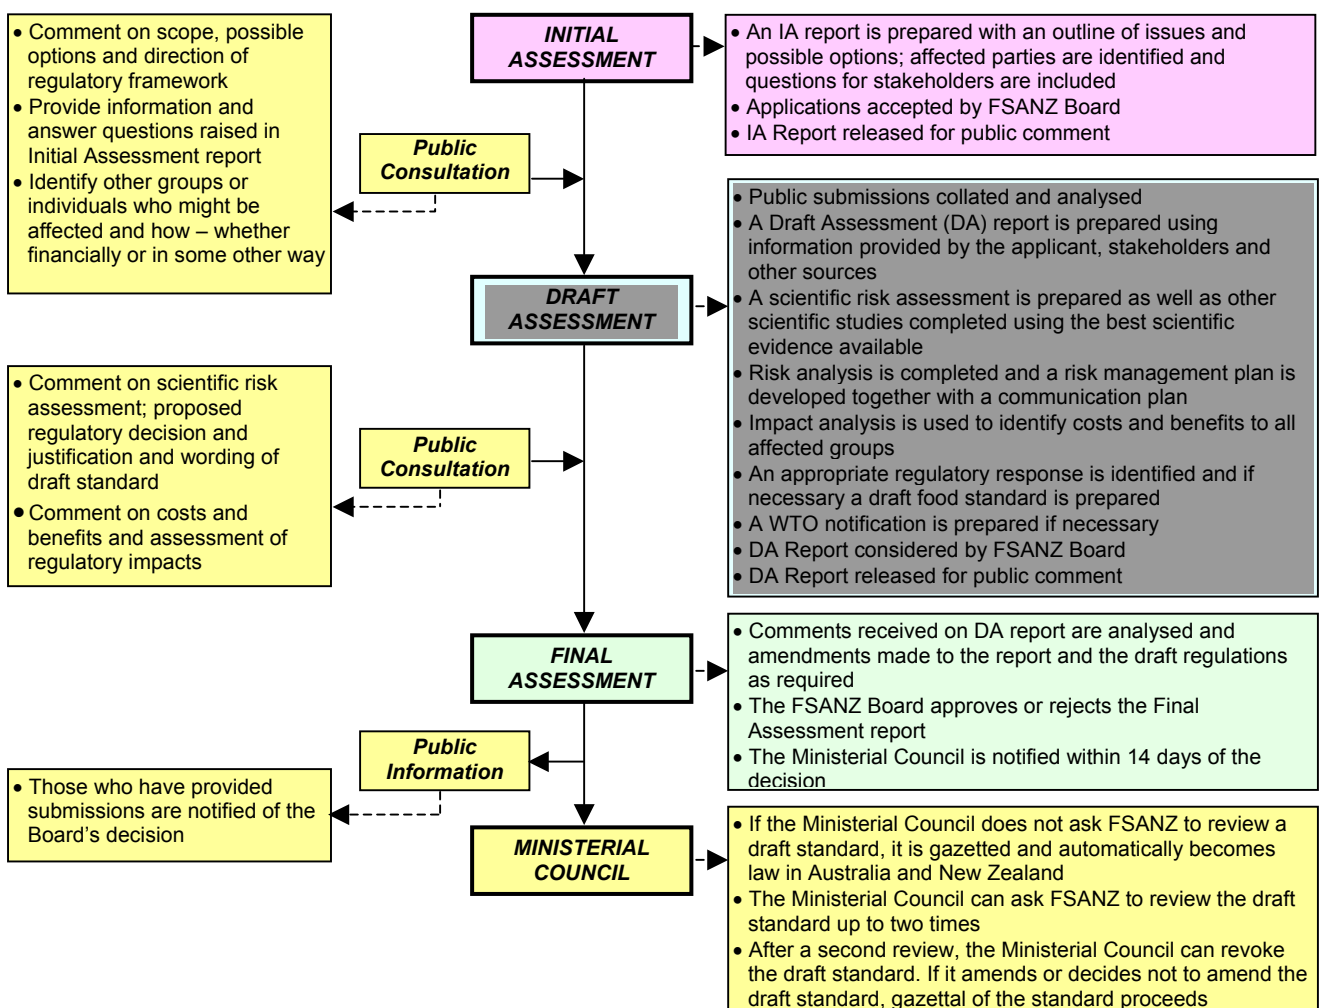 • Comment on scope, possible
options and direction of
regulatory framework
• Provide information and
answer questions raised in
Initial Assessment report
• Identify other groups or
individuals who might be
affected and how – whether
financially or in some other way
INITIAL
ASSESSMENT
• An IA report is prepared with an outline of issues and
possible options; affected parties are identified and
questions for stakeholders are included
• Applications accepted by FSANZ Board
• IA Report released for public comment
Public
Consultation
DRAFT
ASSESSMENT
• Public submissions collated and analysed
• A Draft Assessment (DA) report is prepared using
information provided by the applicant, stakeholders and
other sources
• A scientific risk assessment is prepared as well as other
scientific studies completed using the best scientific
evidence available
• Risk analysis is completed and a risk management plan is
developed together with a communication plan
• Impact analysis is used to identify costs and benefits to all
affected groups
• An appropriate regulatory response is identified and if
necessary a draft food standard is prepared
• A WTO notification is prepared if necessary
• DA Report considered by FSANZ Board
• DA Report released for public comment
• Comment on scientific risk
assessment; proposed
regulatory decision and
justification and wording of
draft standard
• Comment on costs and
benefits and assessment of
regulatory impacts
Public
Consultation
FINAL
ASSESSMENT
• Comments received on DA report are analysed and
amendments made to the report and the draft regulations
as required
• The FSANZ Board approves or rejects the Final
Assessment report
• The Ministerial Council is notified within 14 days of the
decision
Public
Information
• Those who have provided
submissions are notified of the
Board's decision
MINISTERIAL
COUNCIL
• If the Ministerial Council does not ask FSANZ to review a
draft standard, it is gazetted and automatically becomes
law in Australia and New Zealand
• The Ministerial Council can ask FSANZ to review the draft
standard up to two times
• After a second review, the Ministerial Council can revoke
the draft standard. If it amends or decides not to amend the
draft standard, gazettal of the standard proceeds